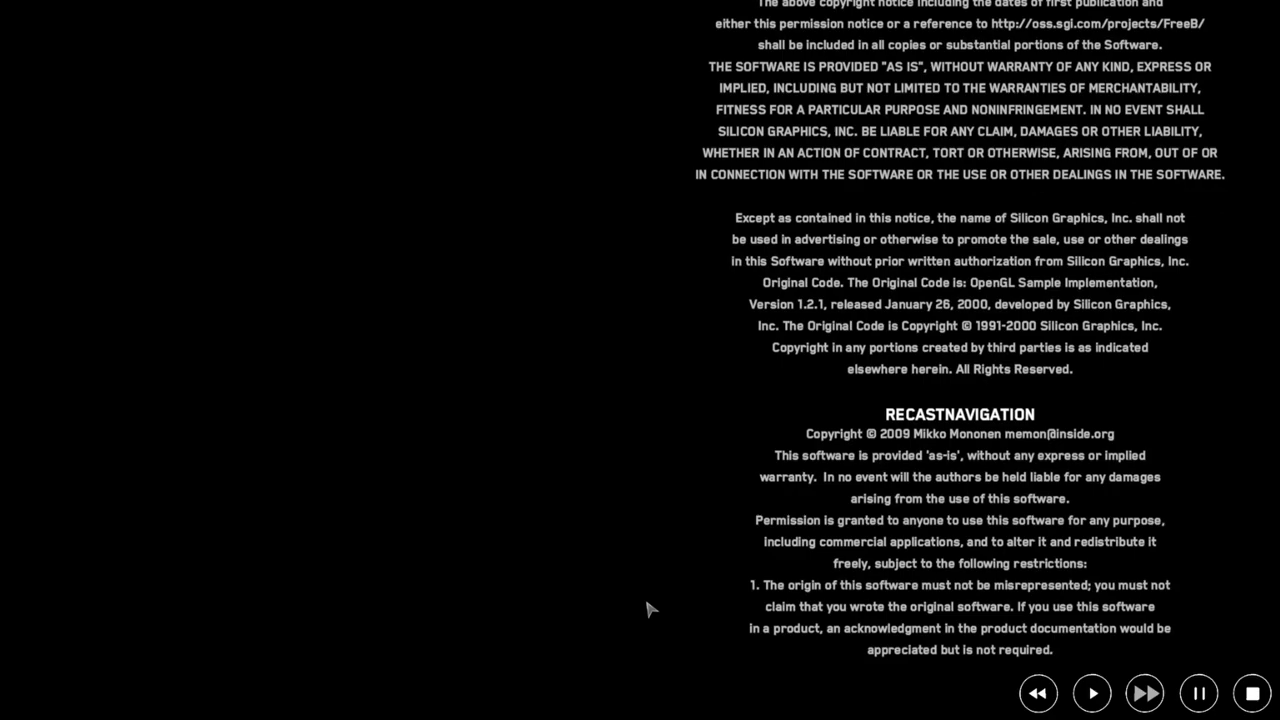 The above copyright notice including the dates of first publication and
either this permission notice or a reference to http://oss.sgi.com/projects/FreeB/
shall be included in all copies or substantial portions of the Software.
THE SOFTWARE IS PROVIDED "AS IS", WITHOUT WARRANTY OF ANY KIND, EXPRESS OR
IMPLIED, INCLUDING BUT NOT LIMITED TO THE WARRANTIES OF MERCHANTABILITY,
FITNESS FOR A PARTICULAR PURPOSE AND NONINFRINGEMENT. IN NO EVENT SHALL
SILICON GRAPHICS, INC. BE LIABLE FOR ANY CLAIM, DAMAGES OR OTHER LIABILITY,
WHETHER IN AN ACTION OF CONTRACT, TORT OR OTHERWISE, ARISING FROM, OUT OF OR
IN CONNECTION WITH THE SOFTWARE OR THE USE OR OTHER DEALINGS IN THE SOFTWARE.
Except as contained in this notice, the name of Silicon Graphics, Inc. shall not
be used in advertising or otherwise to promote the sale, use or other dealings
in this Software without prior written authorization from Silicon Graphics, Inc.
Original Code. The Original Code is: OpenGL Sample Implementation,
Version 1.2.1, released January 26, 2000, developed by Silicon Graphics,
Inc. The Original Code is Copyright © 1991-2000 Silicon Graphics, Inc.
Copyright in any portions created by third parties is as indicated
elsewhere herein. All Rights Reserved.
RECASTNAVIGATION
Copyright © 2009 Mikko Mononen memon@inside.org
This software is provided 'as-is', without any express or implied
warranty.  In no event will the authors be held liable for any damages
arising from the use of this software.
Permission is granted to anyone to use this software for any purpose,
including commercial applications, and to alter it and redistribute it
freely, subject to the following restrictions:
1. The origin of this software must not be misrepresented; you must not
claim that you wrote the original software. If you use this software
in a product, an acknowledgment in the product documentation would be
appreciated but is not required.